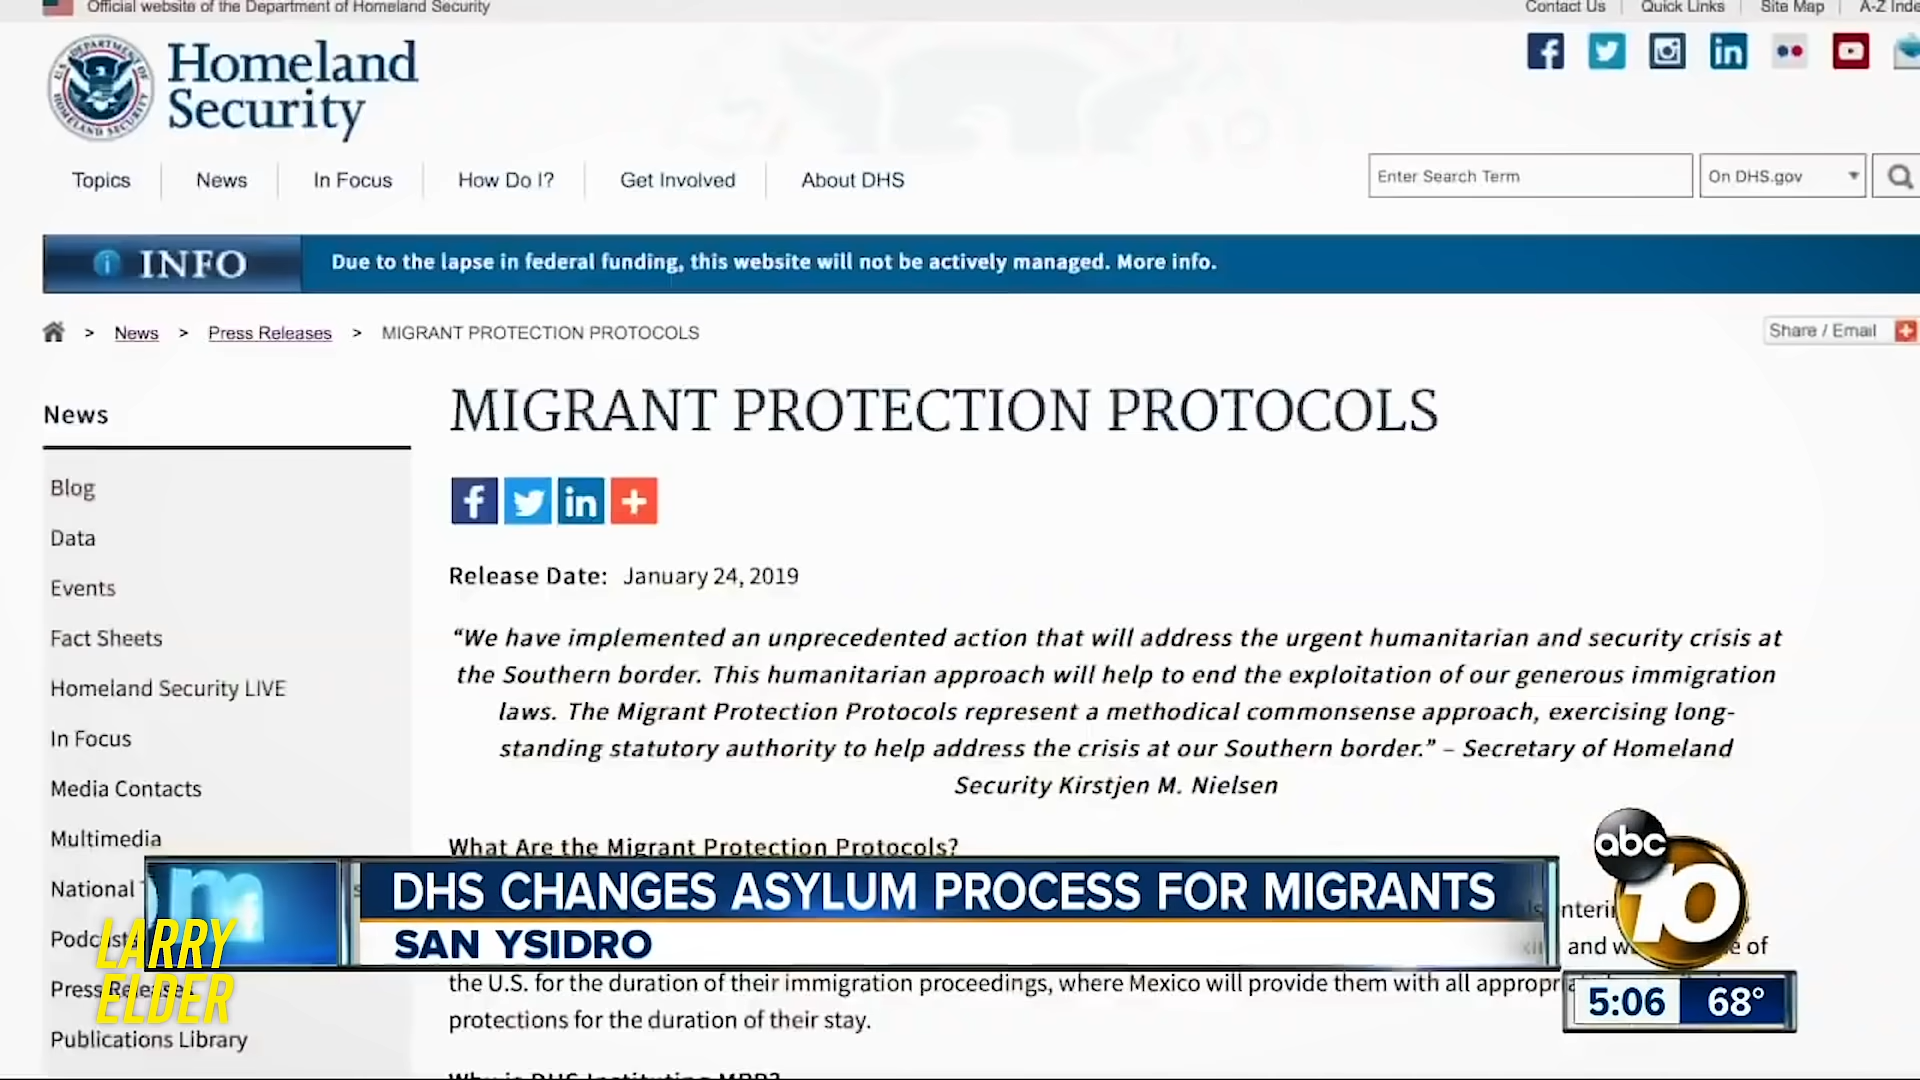 Official website of the Department of Homeland Security
Contact Us Quick Links Site Map A-Z
Homeland
Security
Topics News In Focus How Do I? Get Involved About DHS
Enter Search Term On DHS.gov
INFO Due to the lapse in federal funding, this website will not be actively managed. More info.
> News > Press Releases > MIGRANT PROTECTION PROTOCOLS
Share / Email
News
Blog
Data
Events
Fact Sheets
Homeland Security LIVE
In Focus
Media Contacts
Multimedia
National
Press
Publications Library
MIGRANT PROTECTION PROTOCOLS
Release Date: January 24, 2019
“We have implemented an unprecedented action that will address the urgent humanitarian and security crisis at
the Southern border. This humanitarian approach will help to end the exploitation of our generous immigration
laws. The Migrant Protection Protocols represent a methodical commonsense approach, exercising long-
standing statutory authority to help address the crisis at our Southern border.” – Secretary of Homeland
Security Kirstjen M. Nielsen
What Are the Migrant Protection Protocols?
and of
the U.S. for the duration of their immigration proceedings, where Mexico will provide them with all
protections for the duration of their stay.
Why is DHS Instituting MPP?
DHS CHANGES ASYLUM PROCESS FOR MIGRANTS
SAN YSIDRO
LARRY
ELDER
abc
10
5:06 68°